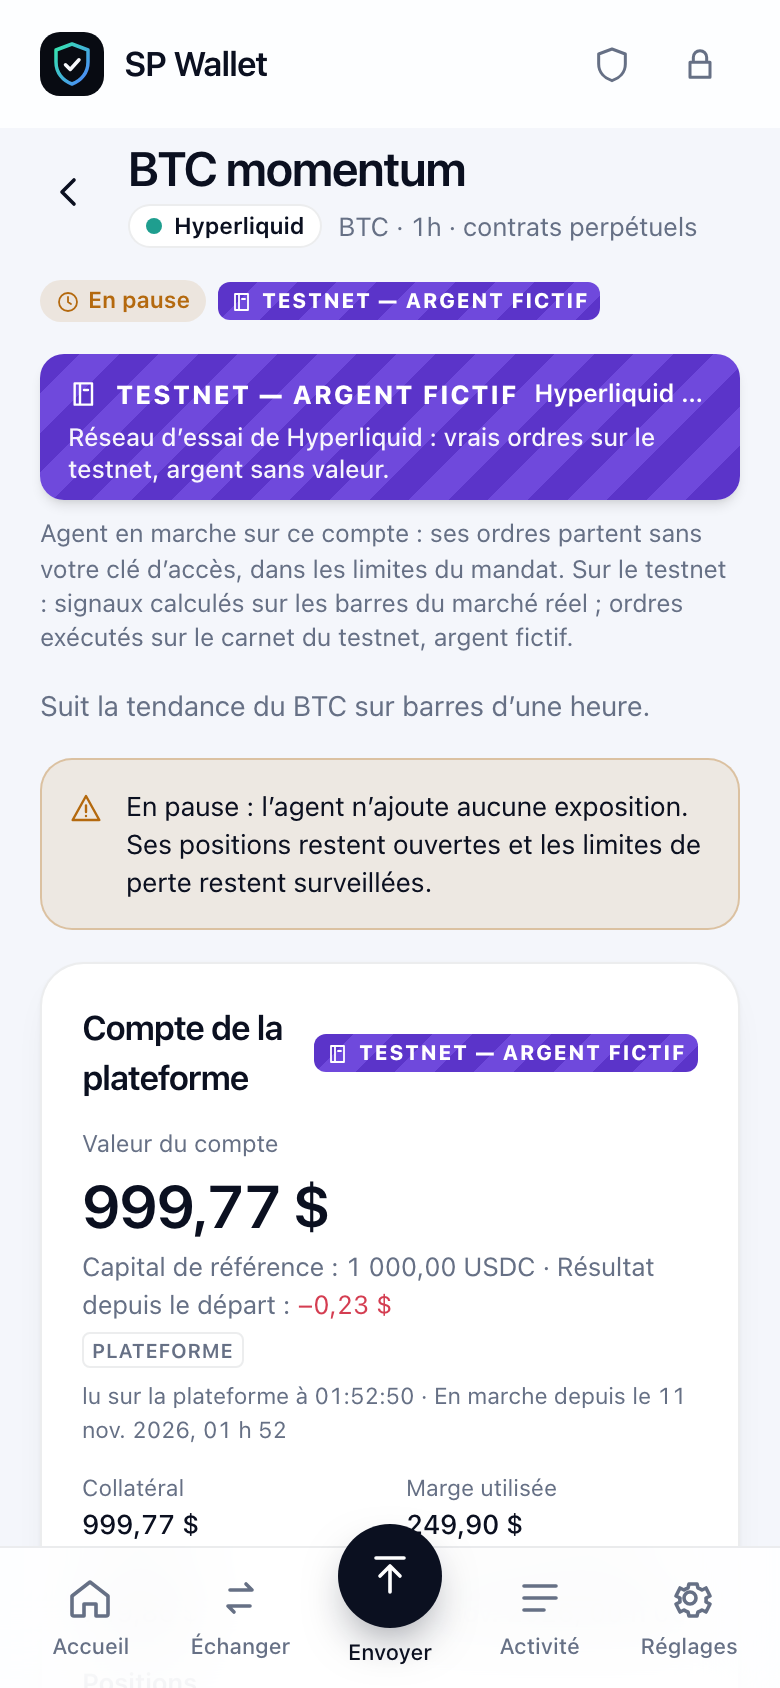 SP Wallet
BTC momentum
Hyperliquid BTC · 1h · contrats perpétuels
En pause TESTNET — ARGENT FICTIF
TESTNET — ARGENT FICTIF Hyperliquid ...
Réseau d’essai de Hyperliquid : vrais ordres sur le
testnet, argent sans valeur.
Agent en marche sur ce compte : ses ordres partent sans
votre clé d’accès, dans les limites du mandat. Sur le testnet
: signaux calculés sur les barres du marché réel ; ordres
exécutés sur le carnet du testnet, argent fictif.
Suit la tendance du BTC sur barres d’une heure.
En pause : l’agent n’ajoute aucune exposition.
Ses positions restent ouvertes et les limites de
perte restent surveillées.
Compte de la
plateforme
TESTNET — ARGENT FICTIF
Valeur du compte
999,77 $
Capital de référence : 1 000,00 USDC · Résultat
depuis le départ : −0,23 $
PLATEFORME
lu sur la plateforme à 01:52:50 · En marche depuis le 11
nov. 2026, 01 h 52
Collatéral Marge utilisée
999,77 $ 249,90 $
Accueil Échanger Envoyer Activité Réglages
Positions